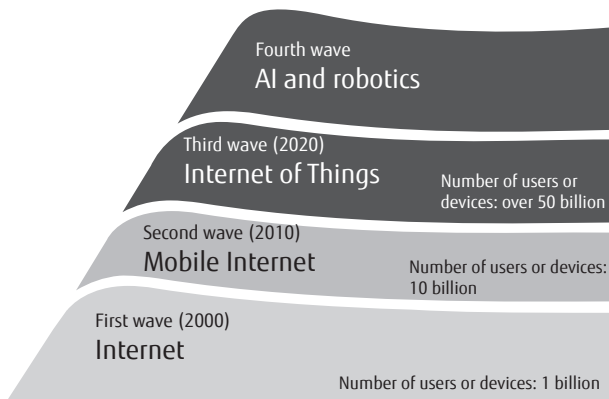 Fourth wave
AI and robotics
Third wave (2020)
Internet of Things
Number of users or
devices: over 50 billion
Second wave (2010)
Mobile Internet
Number of users or devices:
10 billion
First wave (2000)
Internet
Number of users or devices: 1 billion